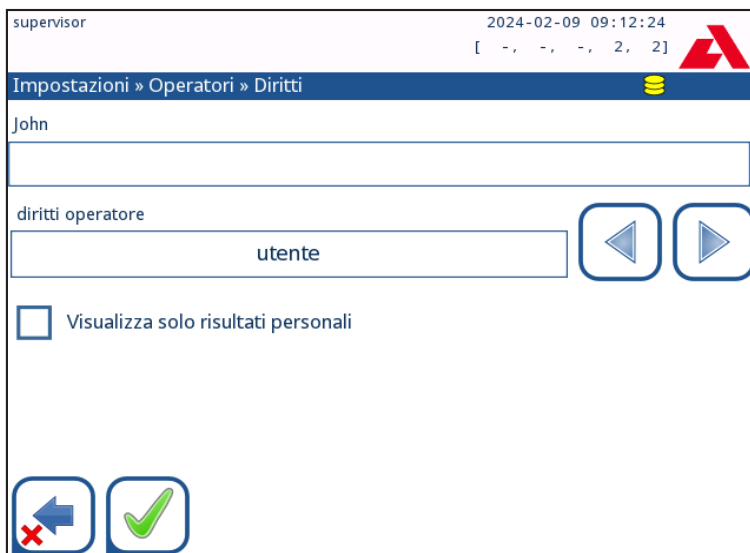 supervisor
2024-02-09 09:12:24
[ -, -, -, 2, 2]
Impostazioni » Operatori » Diritti
John
diritti operatore
utente
Visualizza solo risultati personali